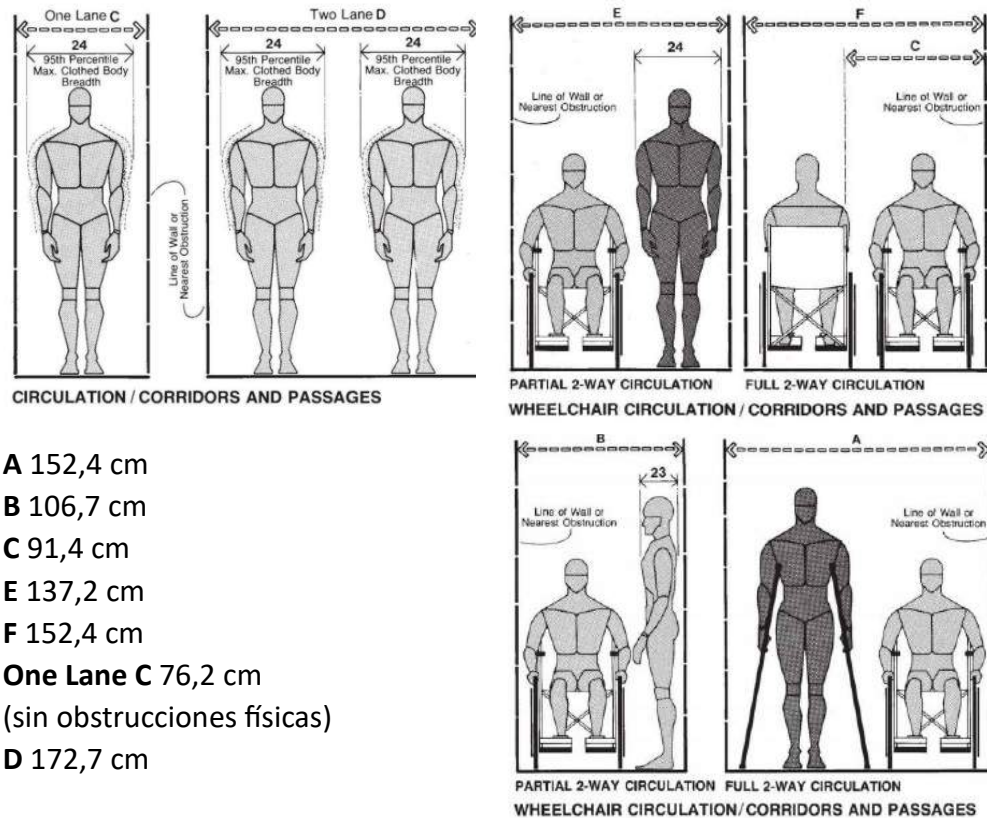 One Lane C
Two Lane D
24
95th Percentile
Max. Clothed Body
Breadth
24
95th Percentile
Max. Clothed Body
Breadth
24
95th Percentile
Max. Clothed Body
Breadth
Line of Wall or
Nearest Obstruction
CIRCULATION / CORRIDORS AND PASSAGES
E
24
Line of Wall or
Nearest Obstruction
F
C
Line of Wall or
Nearest Obstruction
PARTIAL 2-WAY CIRCULATION
FULL 2-WAY CIRCULATION
WHEELCHAIR CIRCULATION / CORRIDORS AND PASSAGES
A 152,4 cm
B 106,7 cm
C 91,4 cm
E 137,2 cm
F 152,4 cm
One Lane C 76,2 cm
(sin obstrucciones físicas)
D 172,7 cm
B
23
Line of Wall or
Nearest Obstruction
A
Line of Wall or
Nearest Obstruction
PARTIAL 2-WAY CIRCULATION
FULL 2-WAY CIRCULATION
WHEELCHAIR CIRCULATION/CORRIDORS AND PASSAGES